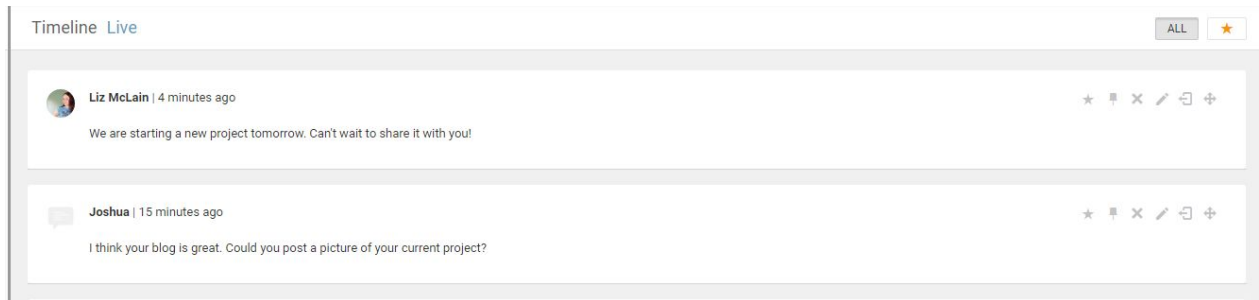 Timeline Live
ALL
Liz McLain | 4 minutes ago
We are starting a new project tomorrow. Can't wait to share it with you!
Joshua | 15 minutes ago
I think your blog is great. Could you post a picture of your current project?